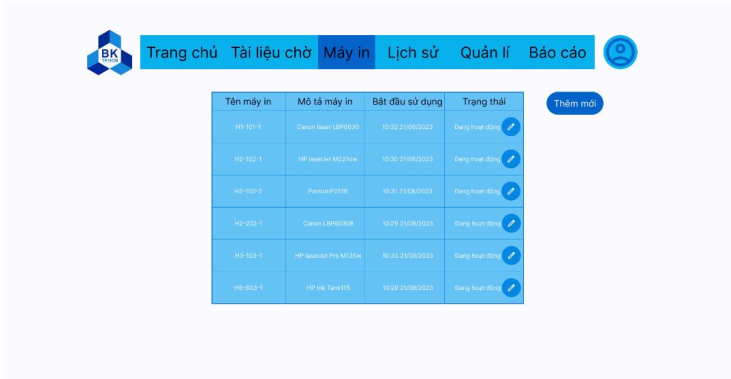 BK
TP.HCM
Trang chủ Tài liệu chờ Máy in Lịch sử Quản lí Báo cáo
Tên máy in Mô tả máy in Bắt đầu sử dụng Trạng thái Thêm mới
H1-101-1 Canon laser LBP6030 10:32 21/08/2023 Đang hoạt động
H2-102-1 HP laserJet M221dw 10:30 21/08/2023 Đang hoạt động
PantumP2516 10:31 21/08/2023 Đang hoạt động
H2-202-1 Canon LBP6030B 10:29 21/08/2023 Đang hoạt động
H3-103-1 HP laserJet Pro M135w 10:33 21/08/2023 Đang hoạt động
H6-603-1 HP Ink Tank115 10:29 21/08/2023 Đang hoạt động